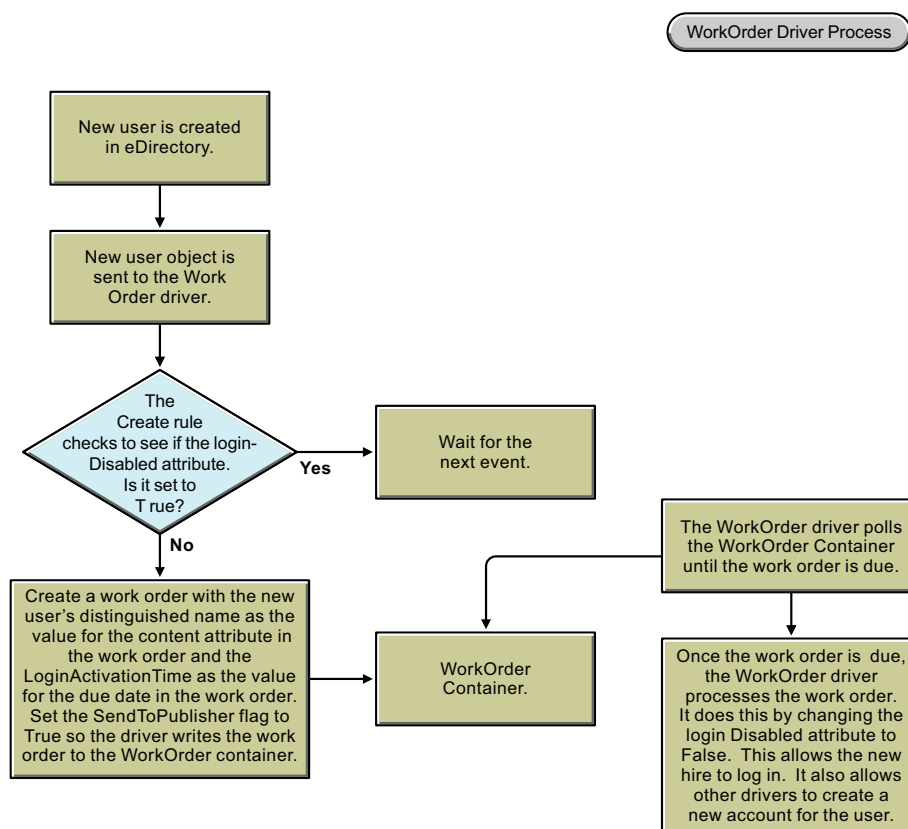 WorkOrder Driver Process
New user is created
in eDirectory.
New user object is
sent to the Work
Order driver.
The
Create rule
checks to see if the login-
Disabled attribute.
Is it set to
T rue?
Yes
No
Wait for the
next event.
Create a work order with the new
user's distinguished name as the
value for the content attribute in
the work order and the
LoginActivationTime as the value
for the due date in the work order.
Set the SendToPublisher flag to
True so the driver writes the work
order to the WorkOrder container.
WorkOrder
Container.
The WorkOrder driver polls
the WorkOrder Container
until the work order is due.
Once the work order is due,
the WorkOrder driver
processes the work order.
It does this by changing the
login Disabled attribute to
False. This allows the new
hire to log in. It also allows
other drivers to create a
new account for the user.